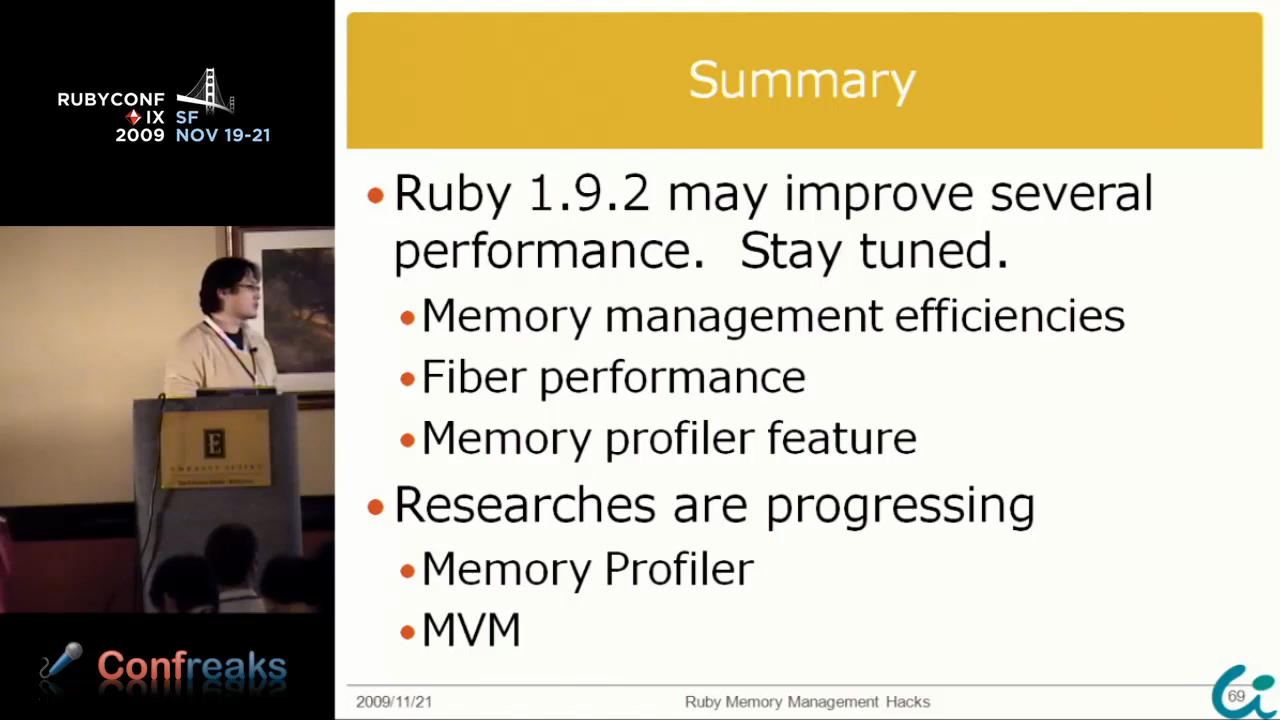 RUBYCONF
IX SF
2009 NOV 19-21
Summary
Ruby 1.9.2 may improve several
performance. Stay tuned.
Memory management efficiencies
Fiber performance
Memory profiler feature
Researches are progressing
Memory Profiler
MVM
E
EMBASSY SUITES
Confreaks
2009/11/21
Ruby Memory Management Hacks
69